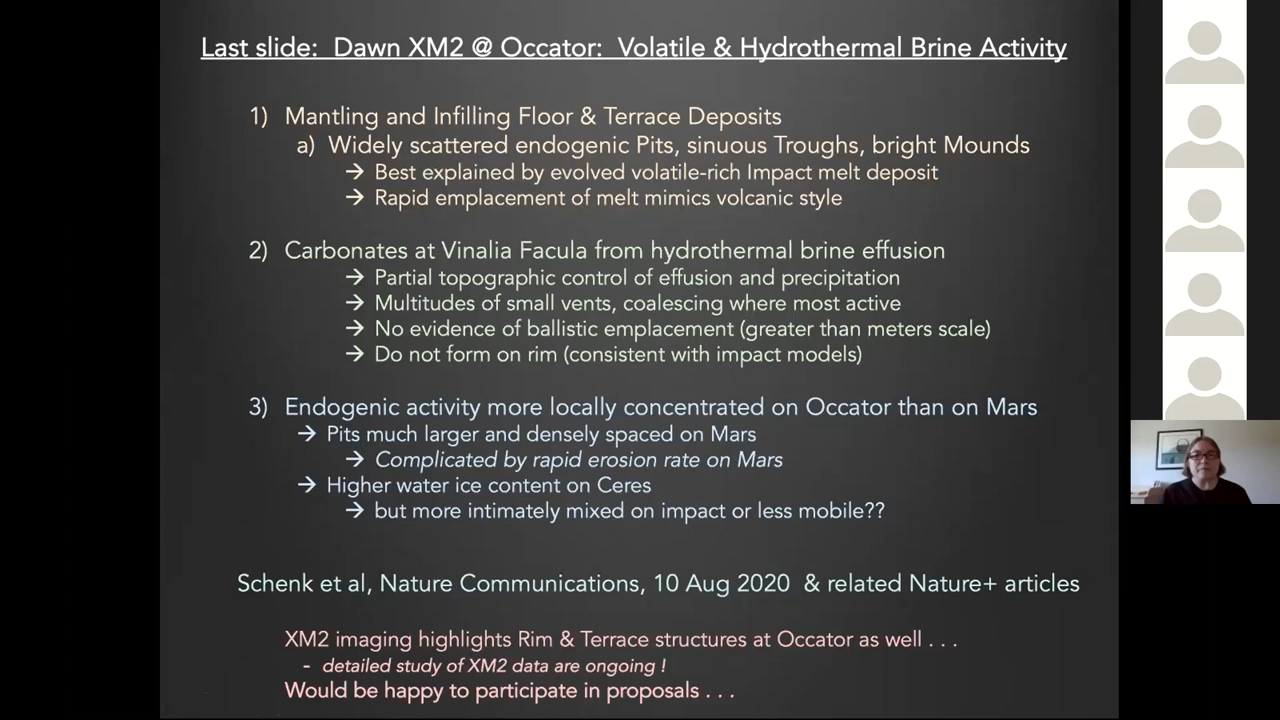 Last slide: Dawn XM2 @ Occator: Volatile & Hydrothermal Brine Activity
1) Mantling and Infilling Floor & Terrace Deposits
a) Widely scattered endogenic Pits, sinuous Troughs, bright Mounds
→ Best explained by evolved volatile-rich Impact melt deposit
→ Rapid emplacement of melt mimics volcanic style
2) Carbonates at Vinalia Facula from hydrothermal brine effusion
→ Partial topographic control of effusion and precipitation
→ Multitudes of small vents, coalescing where most active
→ No evidence of ballistic emplacement (greater than meters scale)
→ Do not form on rim (consistent with impact models)
3) Endogenic activity more locally concentrated on Occator than on Mars
→ Pits much larger and densely spaced on Mars
→ Complicated by rapid erosion rate on Mars
→ Higher water ice content on Ceres
→ but more intimately mixed on impact or less mobile??
Schenk et al, Nature Communications, 10 Aug 2020 & related Nature+ articles
XM2 imaging highlights Rim & Terrace structures at Occator as well . . .
- detailed study of XM2 data are ongoing !
Would be happy to participate in proposals . . .